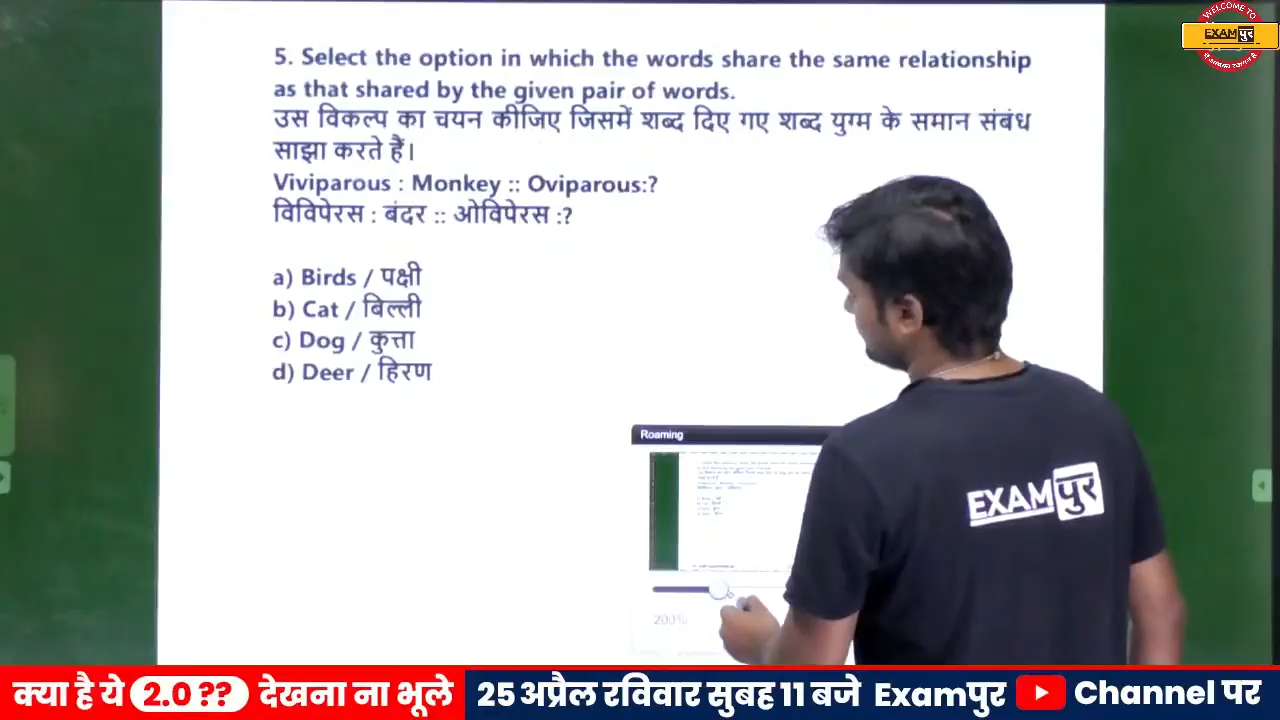 WELCOME TO
EXAMपुर
5. Select the option in which the words share the same relationship
as that shared by the given pair of words.
उस विकल्प का चयन कीजिए जिसमें शब्द दिए गए शब्द युग्म के समान संबंध
साझा करते हैं।
Viviparous : Monkey :: Oviparous:?
विविपेरस : बंदर :: ओविपेरस :?
a) Birds / पक्षी
b) Cat / बिल्ली
c) Dog / कुत्ता
d) Deer / हिरण
Roaming
200%
EXAMपुर
क्या है ये 2.0 ?? देखना ना भूले 25 अप्रैल रविवार सुबह 11 बजे Examपुर Channel पर